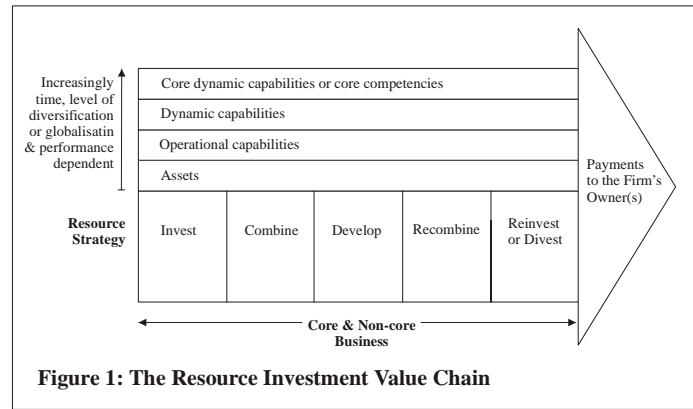 Increasingly
time, level of
diversification
or globalisatin
& performance
dependent
Core dynamic capabilities or core competencies
Dynamic capabilities
Operational capabilities
Assets
Payments
to the Firm's
Owner(s)
Resource
Strategy
Invest
Combine
Develop
Recombine
Reinvest
or Divest
Core & Non-core
Business
Figure 1: The Resource Investment Value Chain